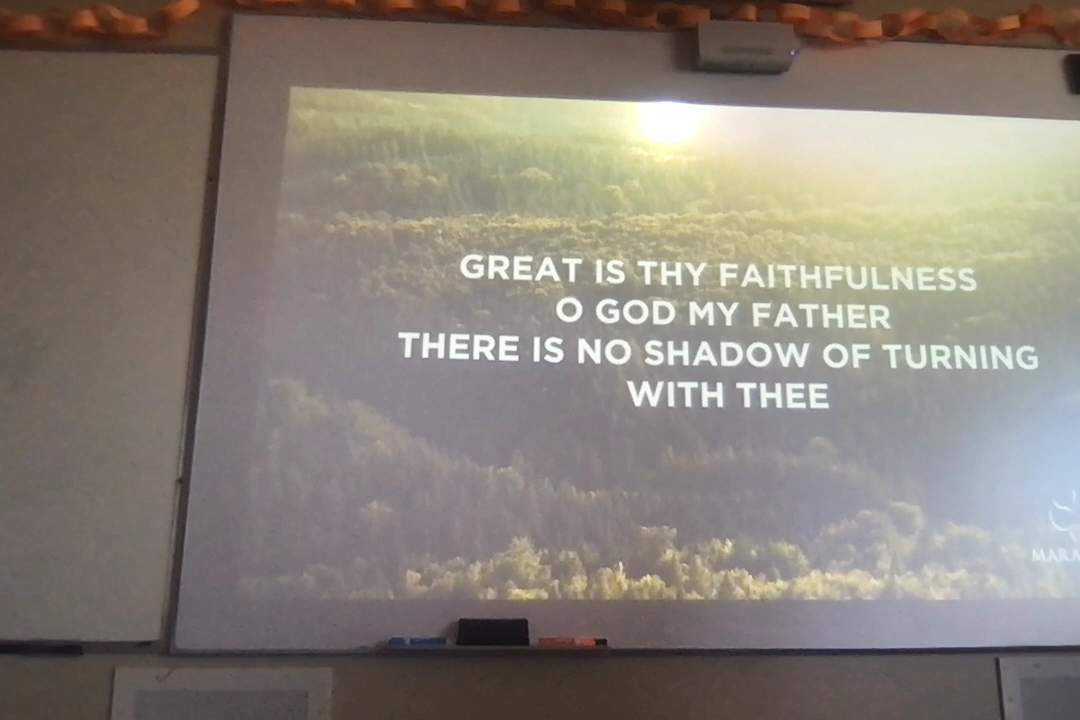 GREAT IS THY FAITHFULNESS
O GOD MY FATHER
THERE IS NO SHADOW OF TURNING
WITH THEE